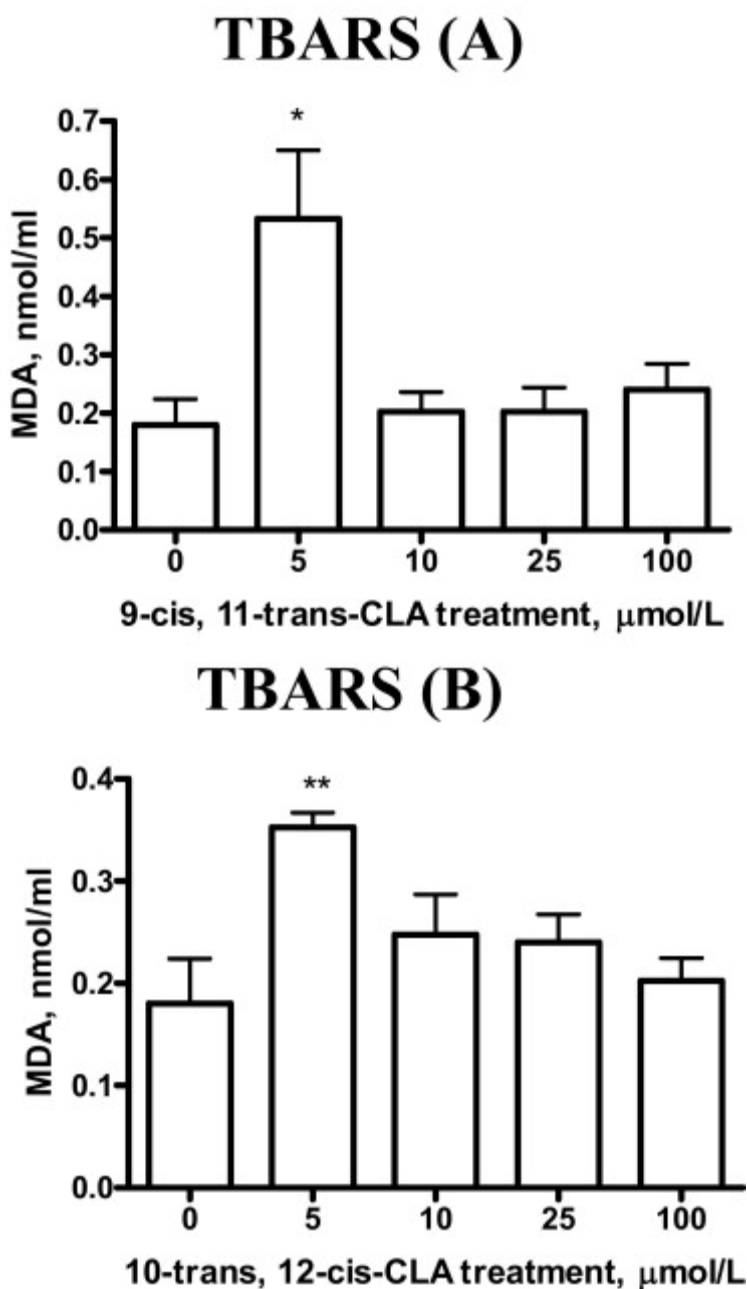 TBARS (A)
*
0.7
0.6
0.5
0.4
0.3
0.2
0.1
0.0
MDA, nmol/ml
0 5 10 25 100
9-cis, 11-trans-CLA treatment, μmol/L
TBARS (B)
**
0.4
0.3
0.2
0.1
0.0
MDA, nmol/ml
0 5 10 25 100
10-trans, 12-cis-CLA treatment, μmol/L